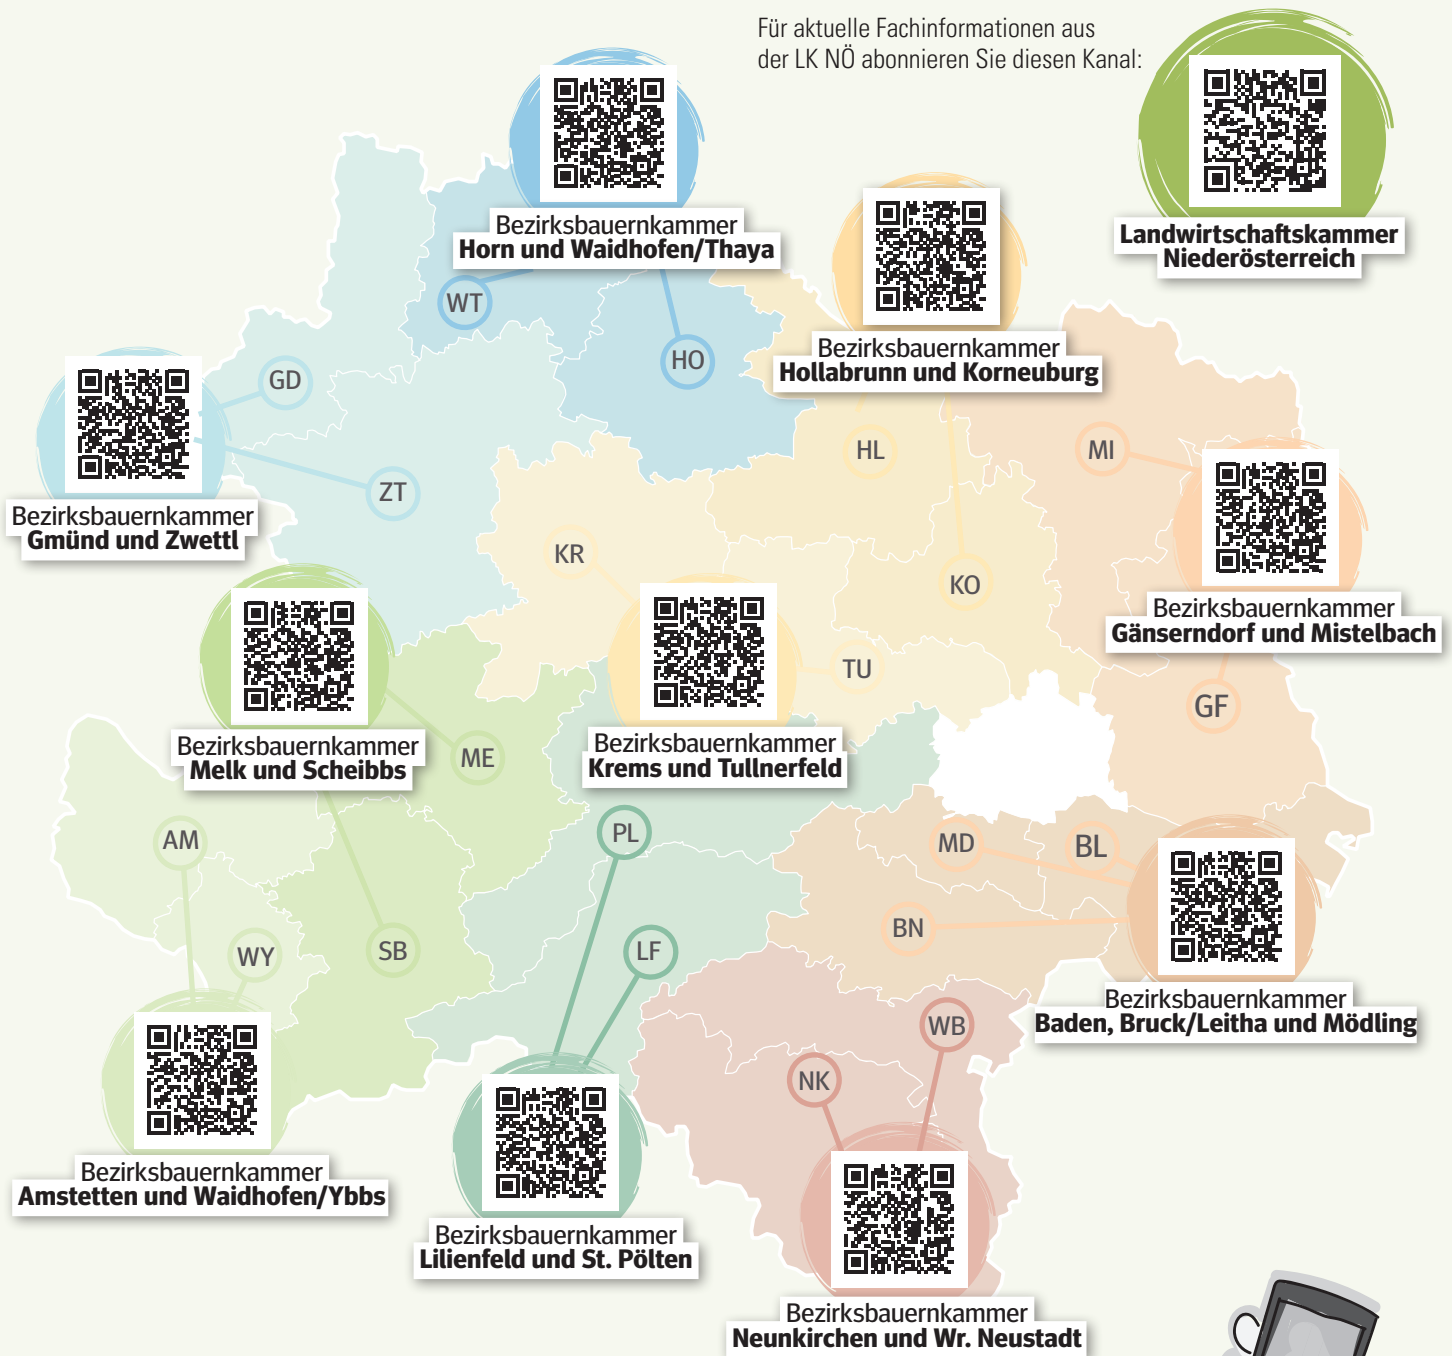 Für aktuelle Fachinformationen aus
der LK NÖ abonnieren Sie diesen Kanal:
Landwirtschaftskammer
Niederösterreich
Bezirksbauernkammer
Horn und Waidhofen/Thaya
WT
HO
Bezirksbauernkammer
Hollabrunn und Korneuburg
HL
KO
Bezirksbauernkammer
Gmünd und Zwettl
GD
ZT
MI
Bezirksbauernkammer
Gänserndorf und Mistelbach
GF
KR
TU
Bezirksbauernkammer
Krems und Tullnerfeld
Bezirksbauernkammer
Melk und Scheibbs
ME
SB
AM
WY
Bezirksbauernkammer
Amstetten und Waidhofen/Ybbs
PL
LF
Bezirksbauernkammer
Lilienfeld und St. Pölten
MD
BL
BN
Bezirksbauernkammer
Baden, Bruck/Leitha und Mödling
WB
NK
Bezirksbauernkammer
Neunkirchen und Wr. Neustadt